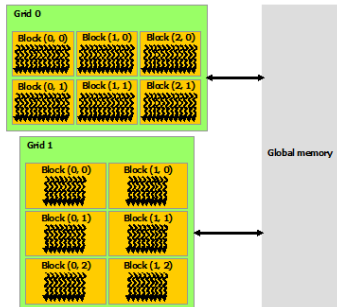 Grid 0
Block (0, 0) Block (1, 0) Block (2, 0)
Block (0, 1) Block (1, 1) Block (2, 1)
Grid 1
Block (0, 0) Block (1, 0)
Block (0, 1) Block (1, 1)
Block (0, 2) Block (1, 2)
Global memory